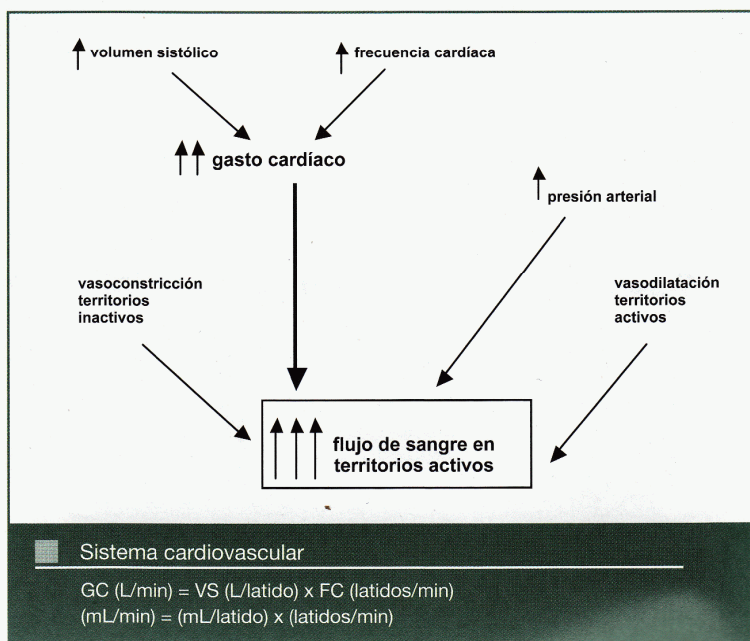 volumen sistólico
frecuencia cardíaca
gasto cardíaco
presión arterial
vasoconstricción
territorios
inactivos
vasodilatación
territorios
activos
flujo de sangre en
territorios activos
Sistema cardiovascular
GC (L/min) = VS (L/latido) x FC (latidos/min)
(mL/min) = (mL/latido) x (latidos/min)